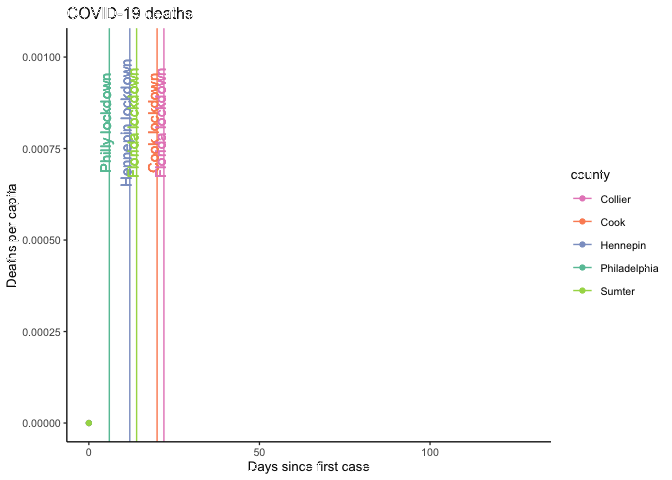 COVID-19 deaths
0.00100
0.00075
0.00050
0.00025
0.00000
Deaths per capita
Philly lockdown
Hennepin lockdown
Florida lockdown
Cook lockdown
Florida lockdown
0
50
100
Days since first case
county
Collier
Cook
Hennepin
Philadelphia
Sumter